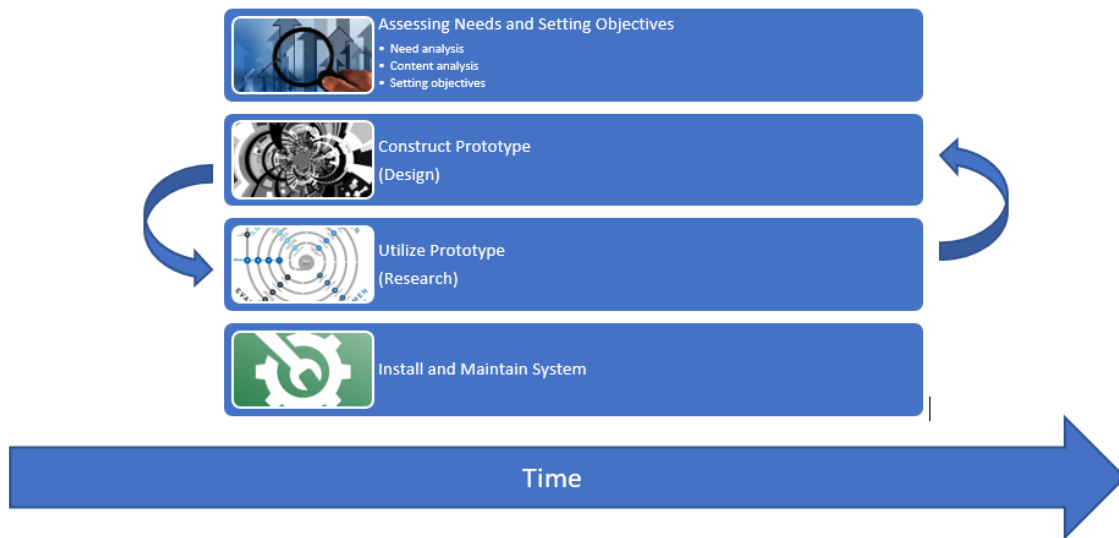 Assessing Needs and Setting Objectives
• Need analysis
• Content analysis
• Setting objectives
Construct Prototype
(Design)
Utilize Prototype
(Research)
Install and Maintain System
Time